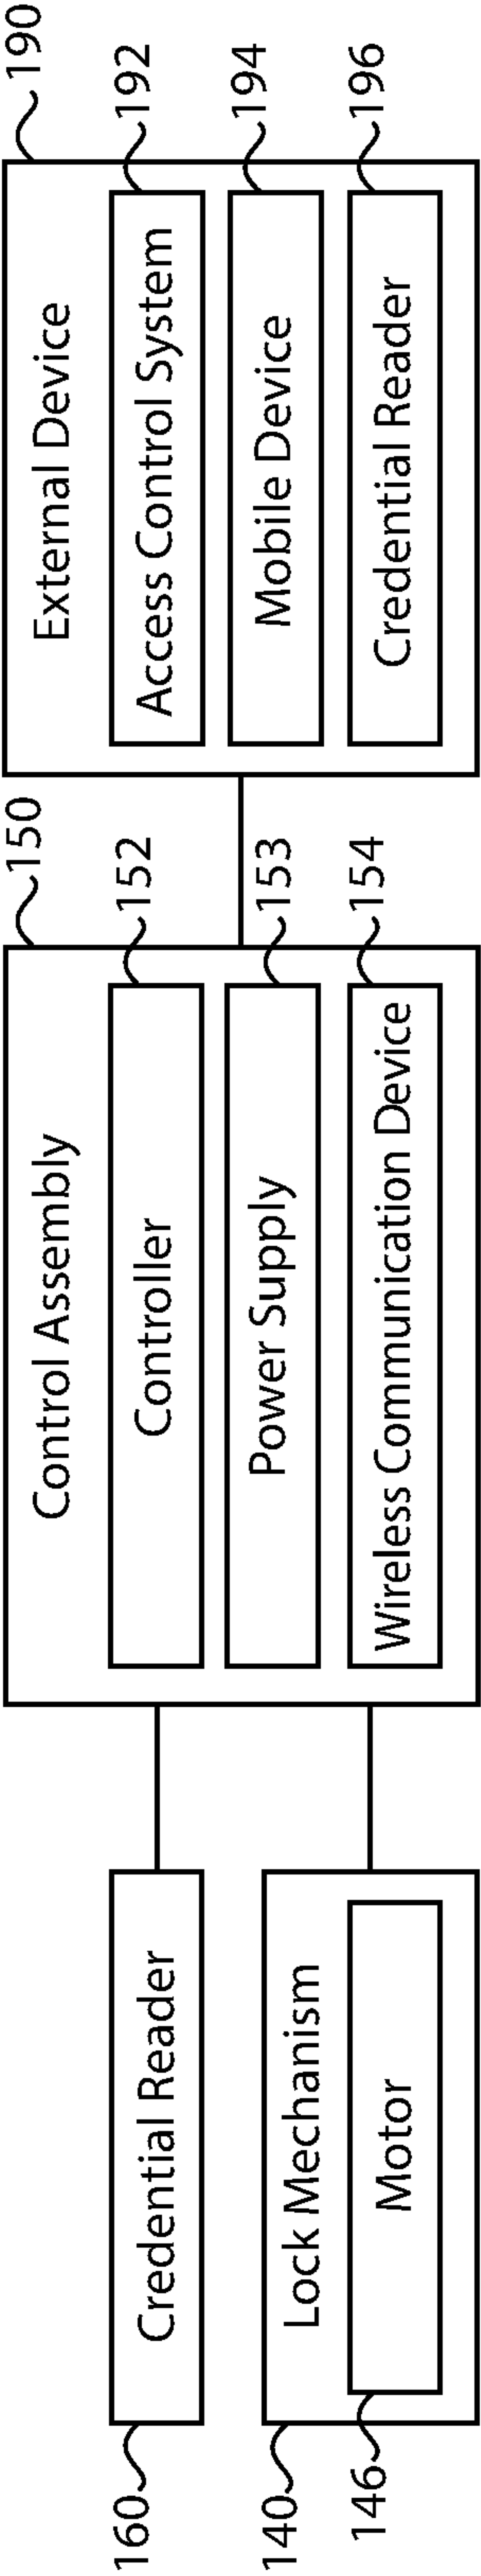 160
Credential Reader
140
Lock Mechanism
146
Motor
150
Control Assembly
152
Controller
153
Power Supply
154
Wireless Communication Device
190
External Device
192
Access Control System
194
Mobile Device
196
Credential Reader